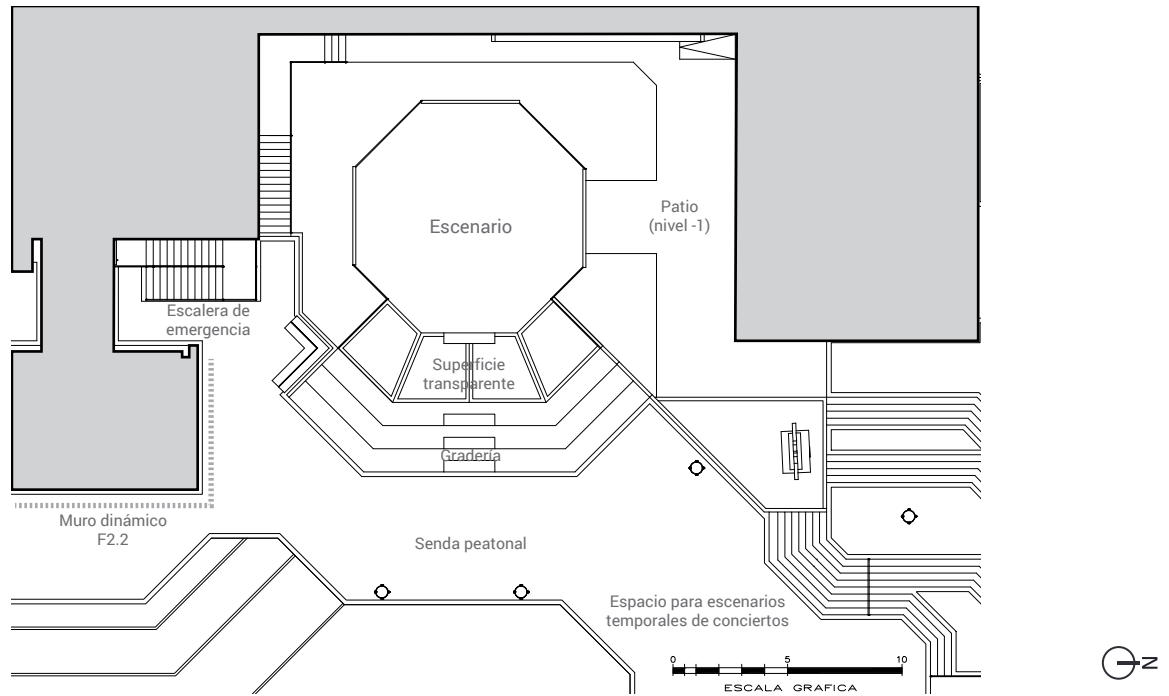 Escenario
Patio
(nivel -1)
Escalera de
emergencia
Superficie
transparente
Gradería
Muro dinámico
F2.2
Senda peatonal
Espacio para escenarios
temporales de conciertos
0 5 10
ESCALA GRAFICA
N